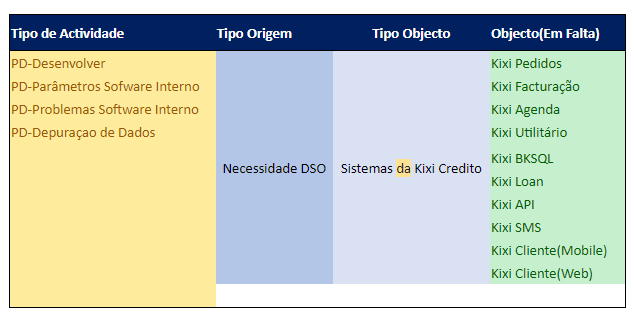 Tipo de Actividade Tipo Origem Tipo Objecto Objecto(Em Falta)
PD-Desenvolver Kixi Pedidos
PD-Parâmetros Sofware Interno Kixi Facturação
PD-Problemas Software Interno Kixi Agenda
PD-Depuraçao de Dados Kixi Utilitário
Kixi BKSQL
Necessidade DSO Sistemas da Kixi Credito
Kixi Loan
Kixi API
Kixi SMS
Kixi Cliente(Mobile)
Kixi Cliente(Web)